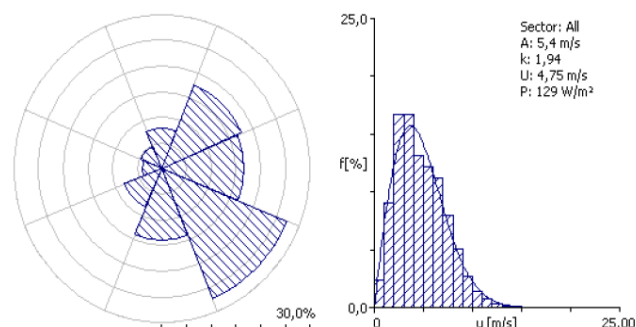 30,0%
25,0
f[%]
0,0
0
u [m/s]
25,00
Sector: All
A: 5,4 m/s
k: 1,94
U: 4,75 m/s
P: 129 W/m²